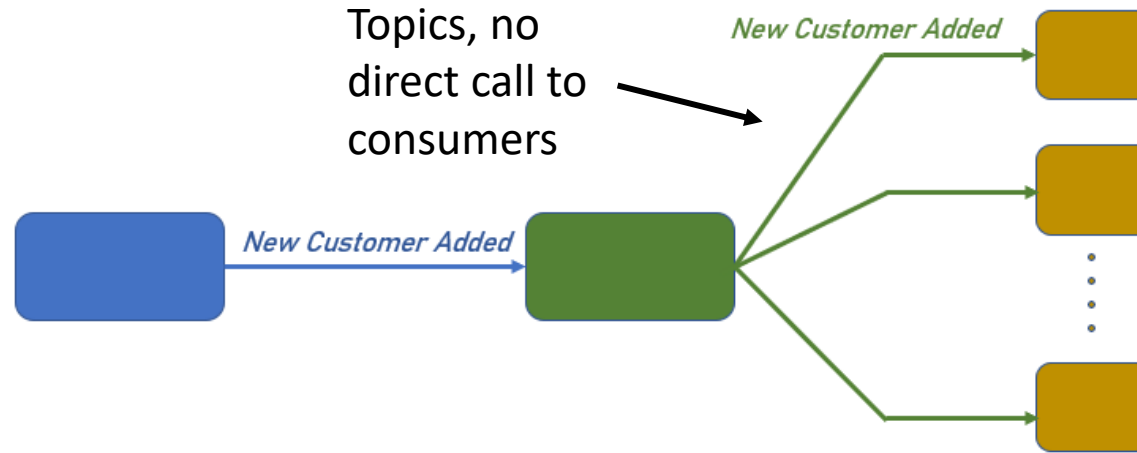 Topics, no
direct call to
consumers
New Customer Added
New Customer Added